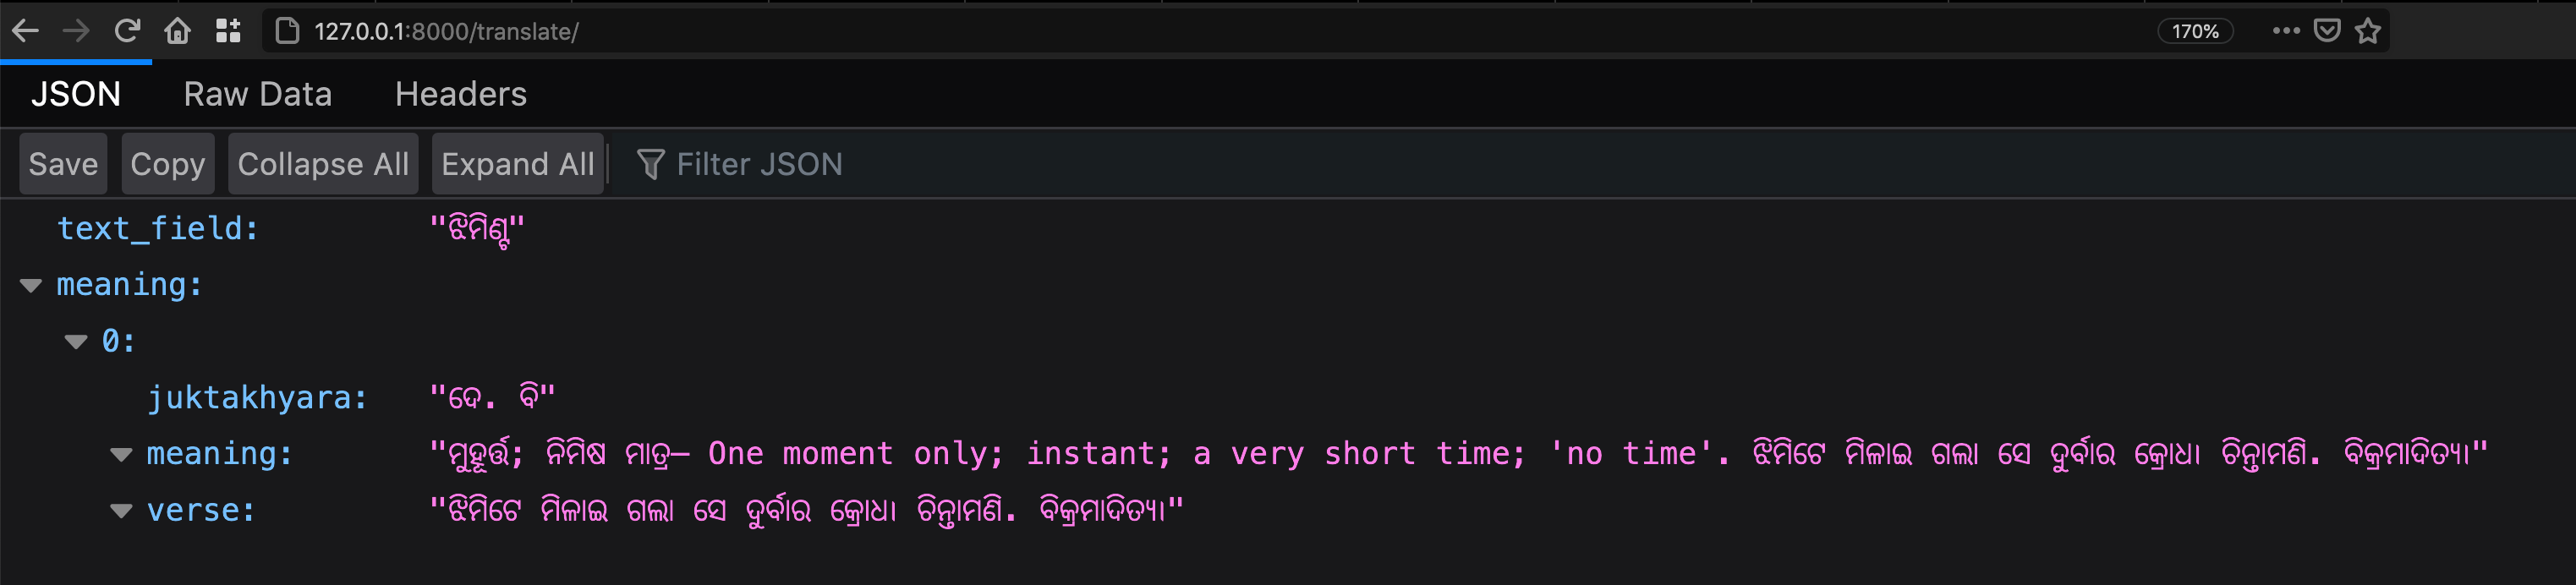 127.0.0.1:8000/translate/ 170%
JSON Raw Data Headers
Save Copy Collapse All Expand All Filter JSON
text_field: "ଝିମିଣ୍ଟ"
meaning:
0:
juktakhyara: "ଦେ. ବି"
meaning: "ମୁହୂର୍ତ୍ତ; ନିମିଷ ମାତ୍ର— One moment only; instant; a very short time; 'no time'. ଝିମିଟେ ମିଳାଇ ଗଲା ସେ ଦୁର୍ବାର କ୍ରୋଧ। ଚିନ୍ତାମଣି. ବିକ୍ରମାଦିତ୍ୟ।"
verse: "ଝିମିଟେ ମିଳାଇ ଗଲା ସେ ଦୁର୍ବାର କ୍ରୋଧ। ଚିନ୍ତାମଣି. ବିକ୍ରମାଦିତ୍ୟ।"